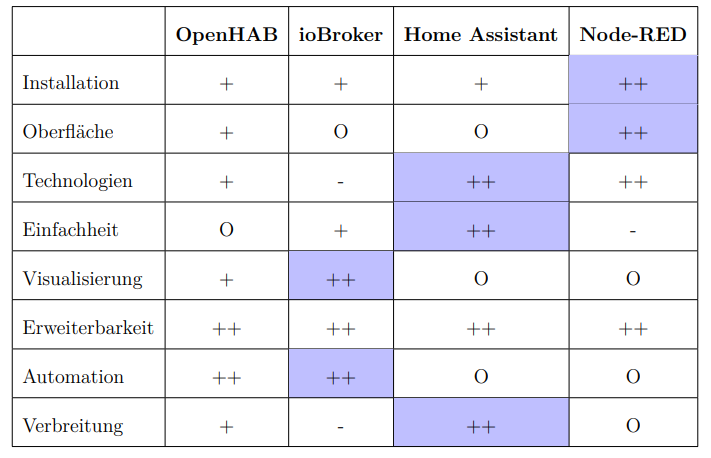 OpenHAB ioBroker Home Assistant Node-RED
Installation + + + ++
Oberfläche + O O ++
Technologien + - ++ ++
Einfachheit O + ++ -
Visualisierung + ++ O O
Erweiterbarkeit ++ ++ ++ ++
Automation ++ ++ O O
Verbreitung + - ++ O